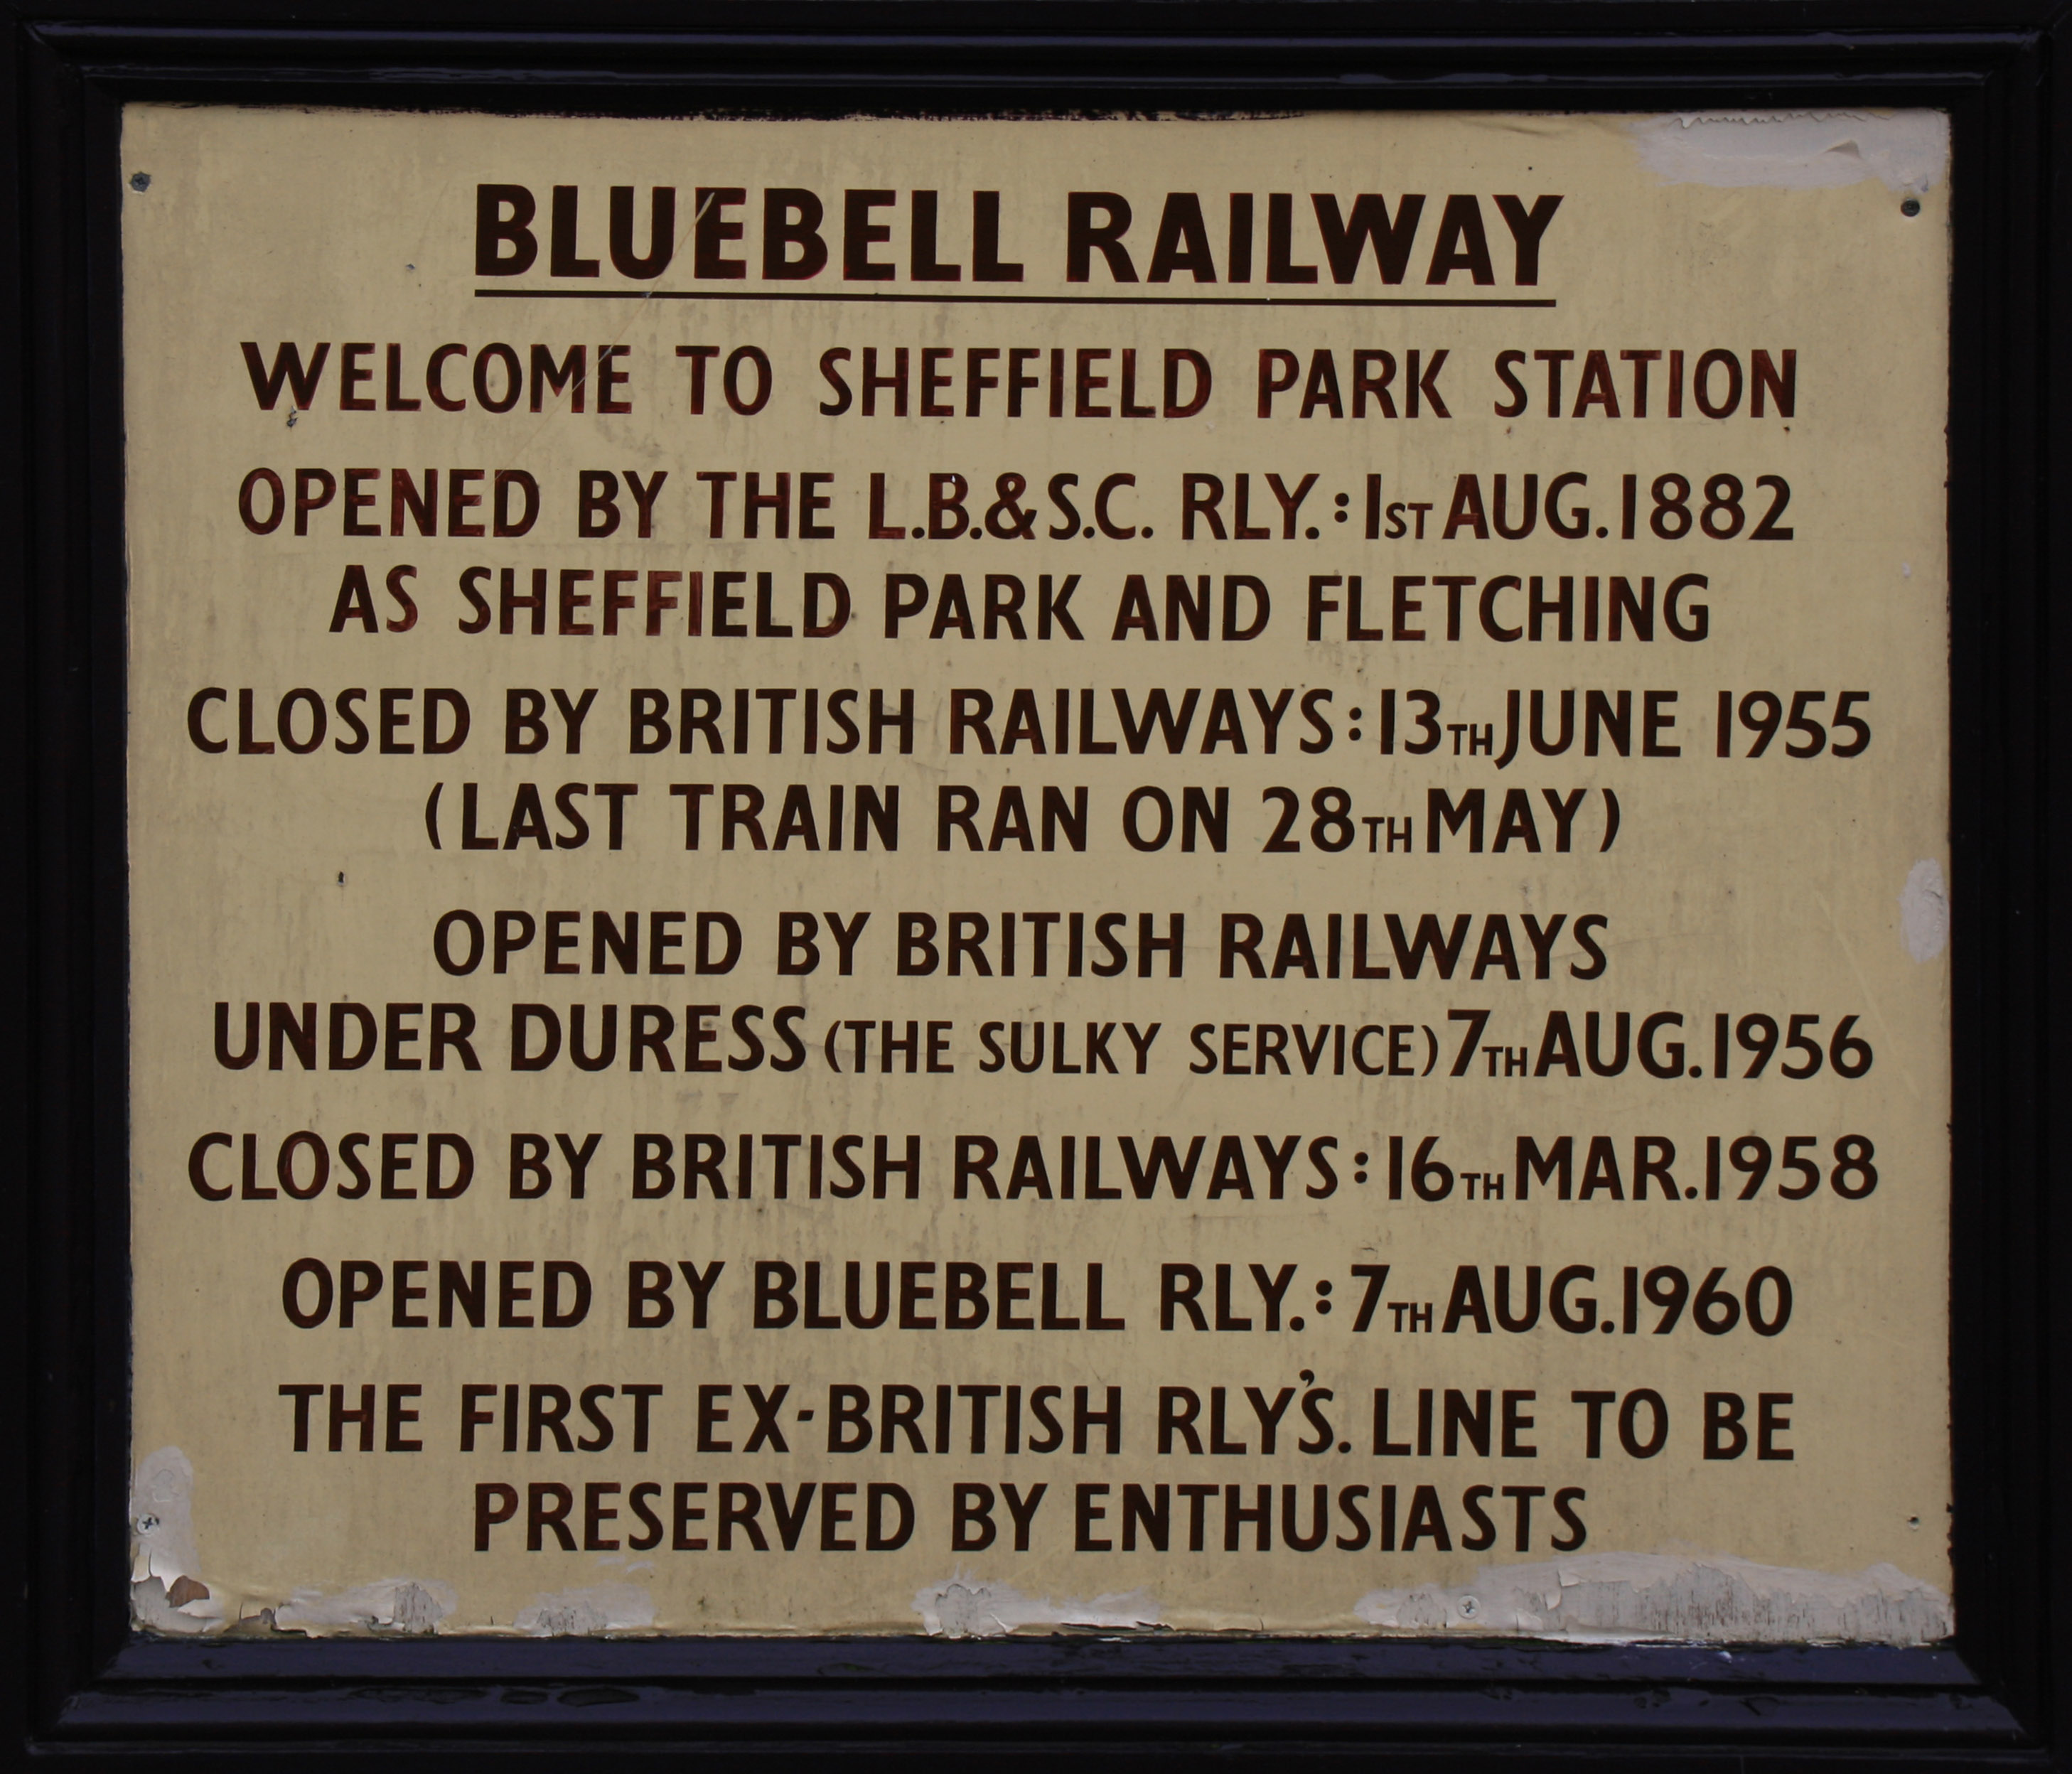 BLUEBELL RAILWAY
WELCOME TO SHEFFIELD PARK STATION
OPENED BY THE L.B.&S.C. RLY.: 1ST AUG. 1882
AS SHEFFIELD PARK AND FLETCHING
CLOSED BY BRITISH RAILWAYS: 13TH JUNE 1955
(LAST TRAIN RAN ON 28TH MAY)
OPENED BY BRITISH RAILWAYS
UNDER DURESS (THE SULKY SERVICE) 7TH AUG. 1956
CLOSED BY BRITISH RAILWAYS: 16TH MAR. 1958
OPENED BY BLUEBELL RLY.: 7TH AUG. 1960
THE FIRST EX-BRITISH RLY'S. LINE TO BE
PRESERVED BY ENTHUSIASTS